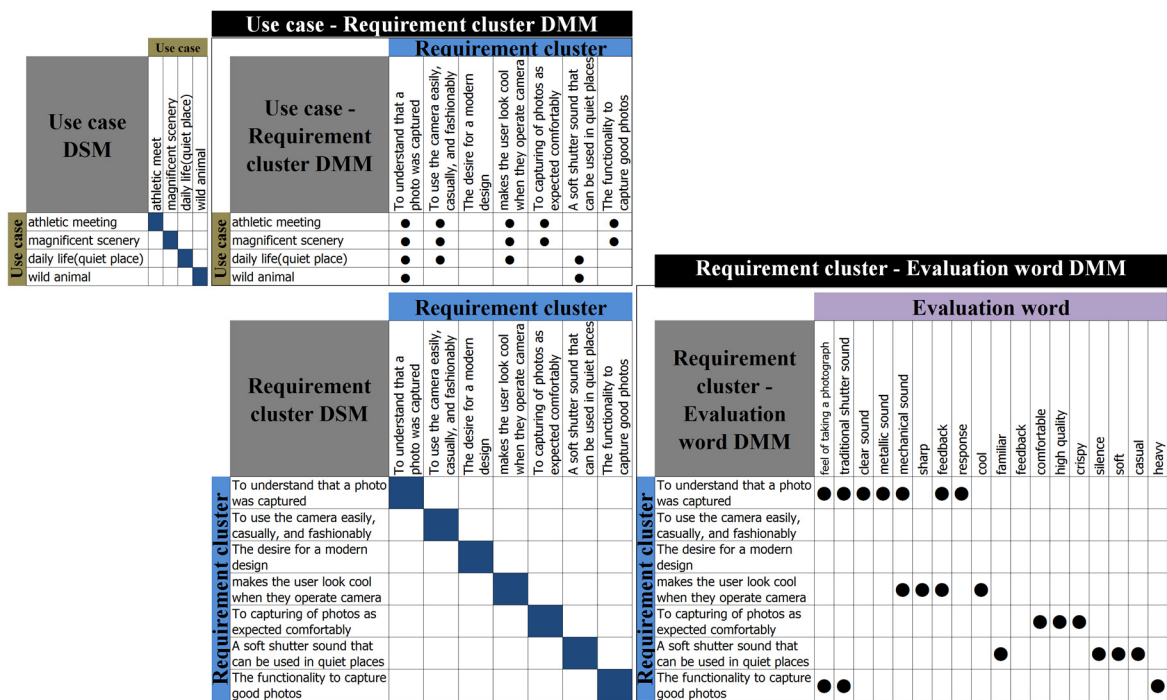 Use case - Requirement cluster DMM
Use case
Requirement cluster
Use case
DSM
athletic meet
magnificent scenery
daily life(quiet place)
wild animal
Use case -
Requirement
cluster DMM
To understand that a
photo was captured
To use the camera easily,
casually, and fashionably
The desire for a modern
design
makes the user look cool
when they operate camera
To capturing of photos as
expected comfortably
A soft shutter sound that
can be used in quiet places
The functionality to
capture good photos
Use case
athletic meeting
magnificent scenery
daily life(quiet place)
wild animal
Use case
athletic meeting
magnificent scenery
daily life(quiet place)
wild animal
Requirement cluster - Evaluation word DMM
Requirement cluster
Evaluation word
Requirement
cluster DSM
To understand that a
photo was captured
To use the camera easily,
casually, and fashionably
The desire for a modern
design
makes the user look cool
when they operate camera
To capturing of photos as
expected comfortably
A soft shutter sound that
can be used in quiet places
The functionality to
capture good photos
Requirement
cluster -
Evaluation
word DMM
feel of taking a photograph
traditional shutter sound
clear sound
metallic sound
mechanical sound
sharp
feedback
response
cool
familiar
feedback
comfortable
high quality
crispy
silence
soft
casual
heavy
Requirement cluster
To understand that a photo
was captured
To use the camera easily,
casually, and fashionably
The desire for a modern
design
makes the user look cool
when they operate camera
To capturing of photos as
expected comfortably
A soft shutter sound that
can be used in quiet places
The functionality to capture
good photos
Requirement cluster
To understand that a photo
was captured
To use the camera easily,
casually, and fashionably
The desire for a modern
design
makes the user look cool
when they operate camera
To capturing of photos as
expected comfortably
A soft shutter sound that
can be used in quiet places
The functionality to capture
good photos